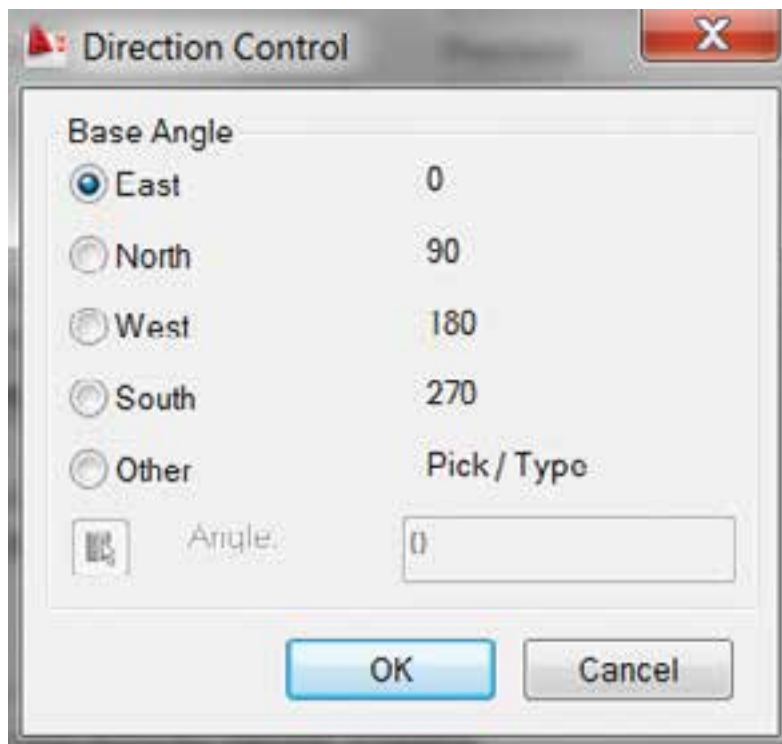 Direction Control
Base Angle
East 0
North 90
West 180
South 270
Other Pick / Type
Angle: 0
OK Cancel